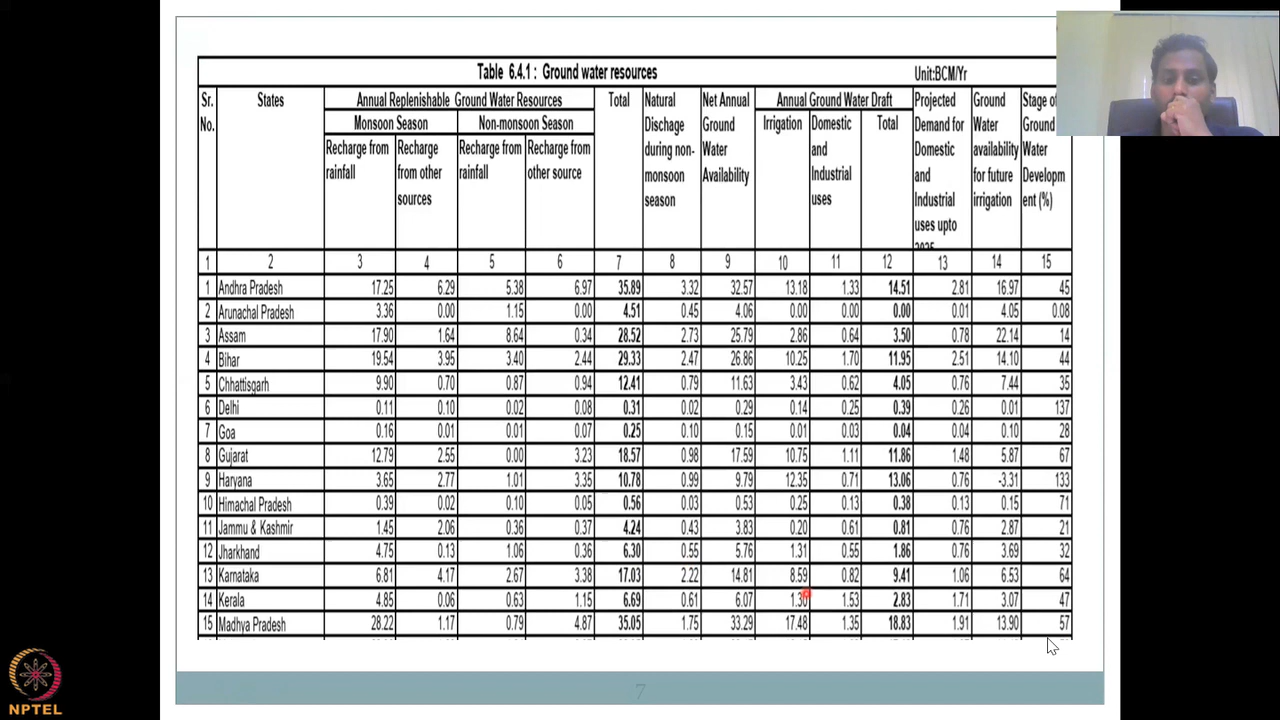 Table 6.4.1 : Ground water resources Unit:BCM/Yr
Sr. No. States Annual Replenishable Ground Water Resources Total Natural Dischage during non-monsoon season Net Annual Ground Water Availability Annual Ground Water Draft Projected Demand for Domestic and Industrial uses upto 2025 Ground Water availability for future irrigation Stage of Ground Water Developm ent (%)
Monsoon Season Non-monsoon Season Irrigation Domestic and Industrial uses Total
Recharge from rainfall Recharge from other sources Recharge from rainfall Recharge from other source
1 2 3 4 5 6 7 8 9 10 11 12 13 14 15
1 Andhra Pradesh 17.25 6.29 5.38 6.97 35.89 3.32 32.57 13.18 1.33 14.51 2.81 16.97 45
2 Arunachal Pradesh 3.36 0.00 1.15 0.00 4.51 0.45 4.06 0.00 0.00 0.00 0.01 4.05 0.08
3 Assam 17.90 1.64 8.64 0.34 28.52 2.73 25.79 2.86 0.64 3.50 0.78 22.14 14
4 Bihar 19.54 3.95 3.40 2.44 29.33 2.47 26.86 10.25 1.70 11.95 2.51 14.10 44
5 Chhattisgarh 9.90 0.70 0.87 0.94 12.41 0.79 11.63 3.43 0.62 4.05 0.76 7.44 35
6 Delhi 0.11 0.10 0.02 0.08 0.31 0.02 0.29 0.14 0.25 0.39 0.26 0.01 137
7 Goa 0.16 0.01 0.01 0.07 0.25 0.10 0.15 0.01 0.03 0.04 0.04 0.10 28
8 Gujarat 12.79 2.55 0.00 3.23 18.57 0.98 17.59 10.75 1.11 11.86 1.48 5.87 67
9 Haryana 3.65 2.77 1.01 3.35 10.78 0.99 9.79 12.35 0.71 13.06 0.76 -3.31 133
10 Himachal Pradesh 0.39 0.02 0.10 0.05 0.56 0.03 0.53 0.25 0.13 0.38 0.13 0.15 71
11 Jammu & Kashmir 1.45 2.06 0.36 0.37 4.24 0.43 3.83 0.20 0.61 0.81 0.76 2.87 21
12 Jharkhand 4.75 0.13 1.06 0.36 6.30 0.55 5.76 1.31 0.55 1.86 0.76 3.69 32
13 Karnataka 6.81 4.17 2.67 3.38 17.03 2.22 14.81 8.59 0.82 9.41 1.06 6.53 64
14 Kerala 4.85 0.06 0.63 1.15 6.69 0.61 6.07 1.30 1.53 2.83 1.71 3.07 47
15 Madhya Pradesh 28.22 1.17 0.79 4.87 35.05 1.75 33.29 17.48 1.35 18.83 1.91 13.90 57
7
NPTEL